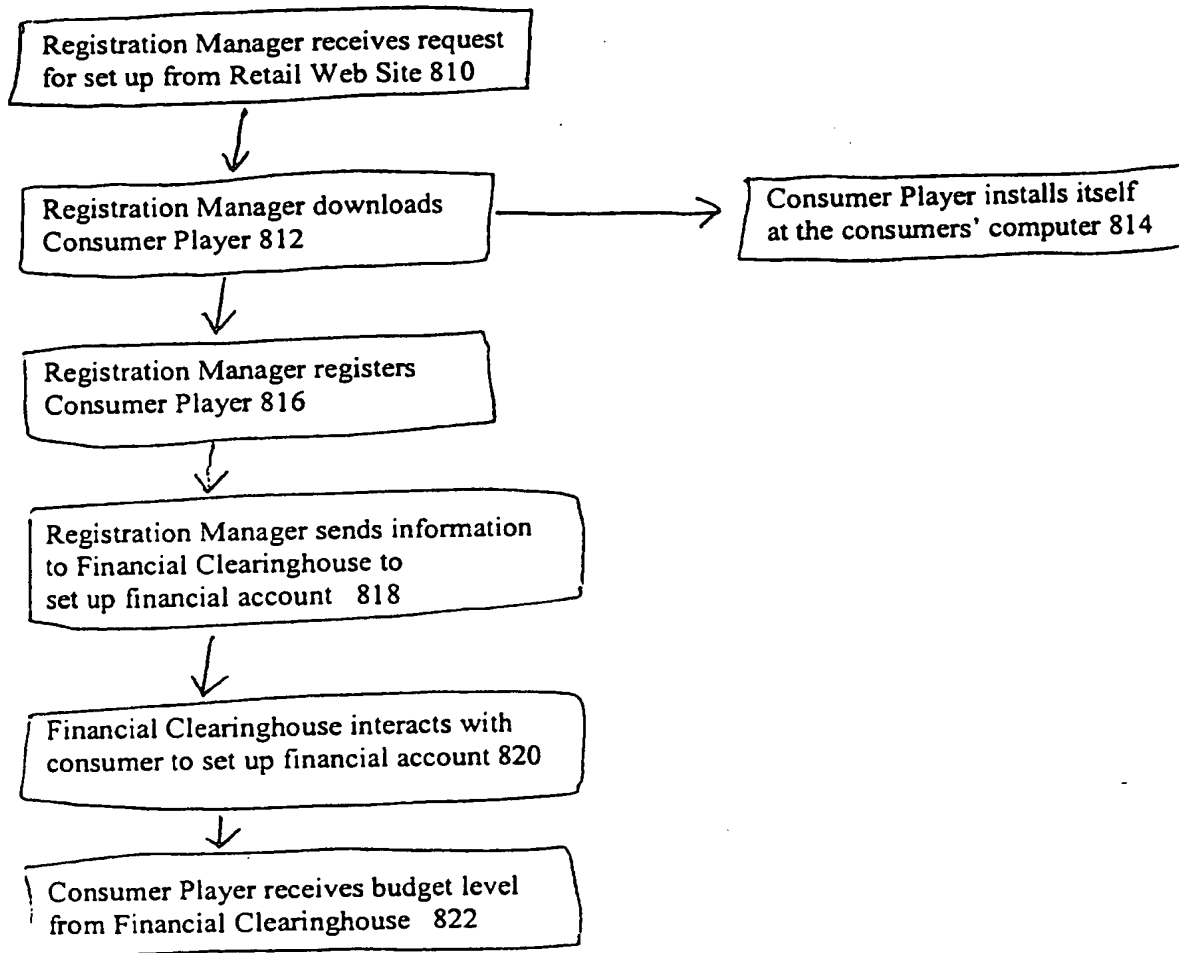 Registration Manager receives request
for set up from Retail Web Site 810
Registration Manager downloads
Consumer Player 812
Consumer Player installs itself
at the consumers' computer 814
Registration Manager registers
Consumer Player 816
Registration Manager sends information
to Financial Clearinghouse to
set up financial account 818
Financial Clearinghouse interacts with
consumer to set up financial account 820
Consumer Player receives budget level
from Financial Clearinghouse 822